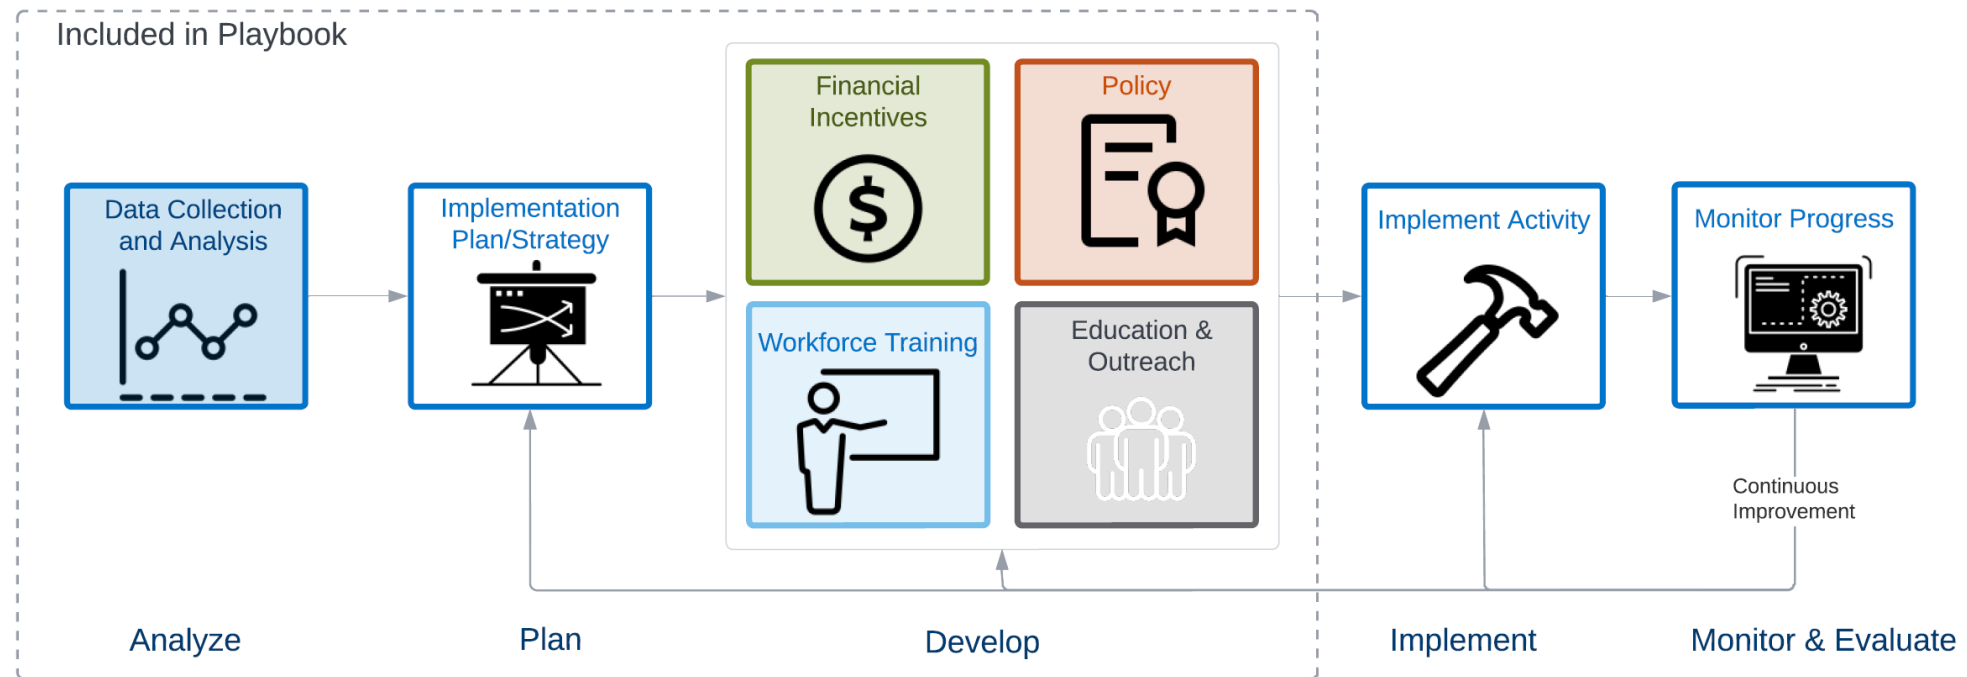 Included in Playbook
Data Collection
and Analysis
Implementation
Plan/Strategy
Financial
Incentives
$
Policy
Workforce Training
Education &
Outreach
Implement Activity
Monitor Progress
Continuous
Improvement
Analyze
Plan
Develop
Implement
Monitor & Evaluate